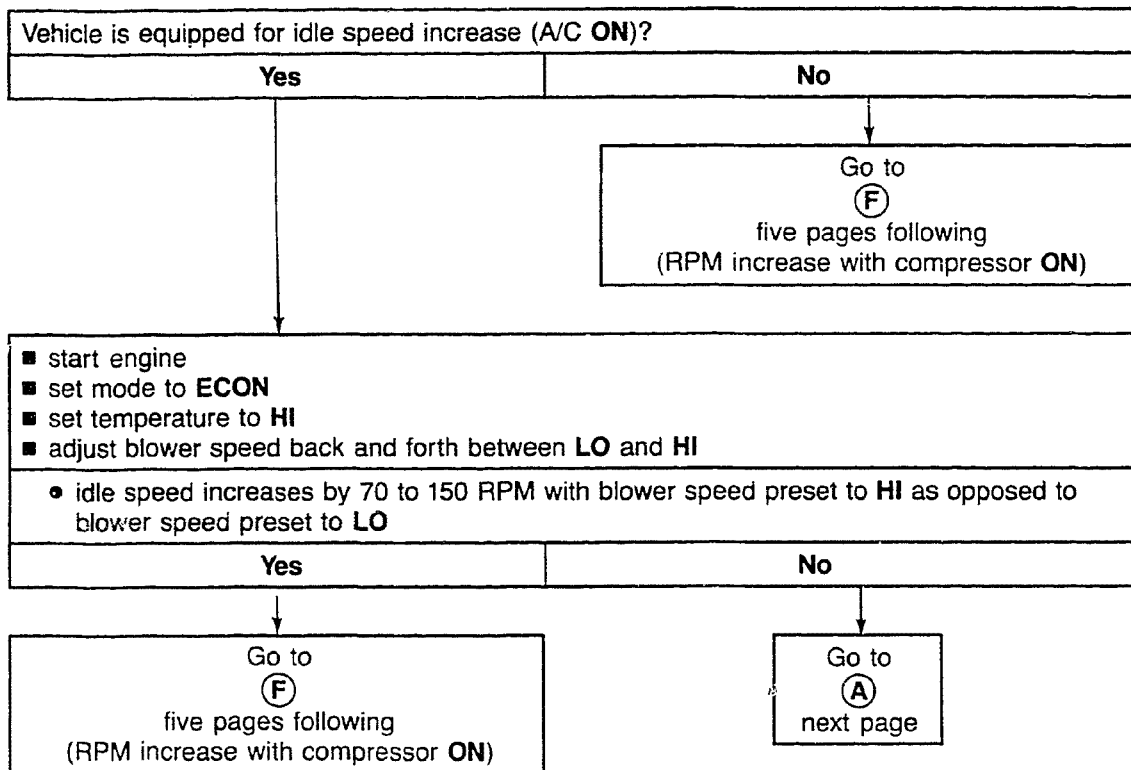 Vehicle is equipped for idle speed increase (A/C ON)?
Yes
No
Go to
F
five pages following
(RPM increase with compressor ON)
■ start engine
■ set mode to ECON
■ set temperature to HI
■ adjust blower speed back and forth between LO and HI
● idle speed increases by 70 to 150 RPM with blower speed preset to HI as opposed to
blower speed preset to LO
Yes
No
Go to
F
five pages following
(RPM increase with compressor ON)
Go to
A
next page